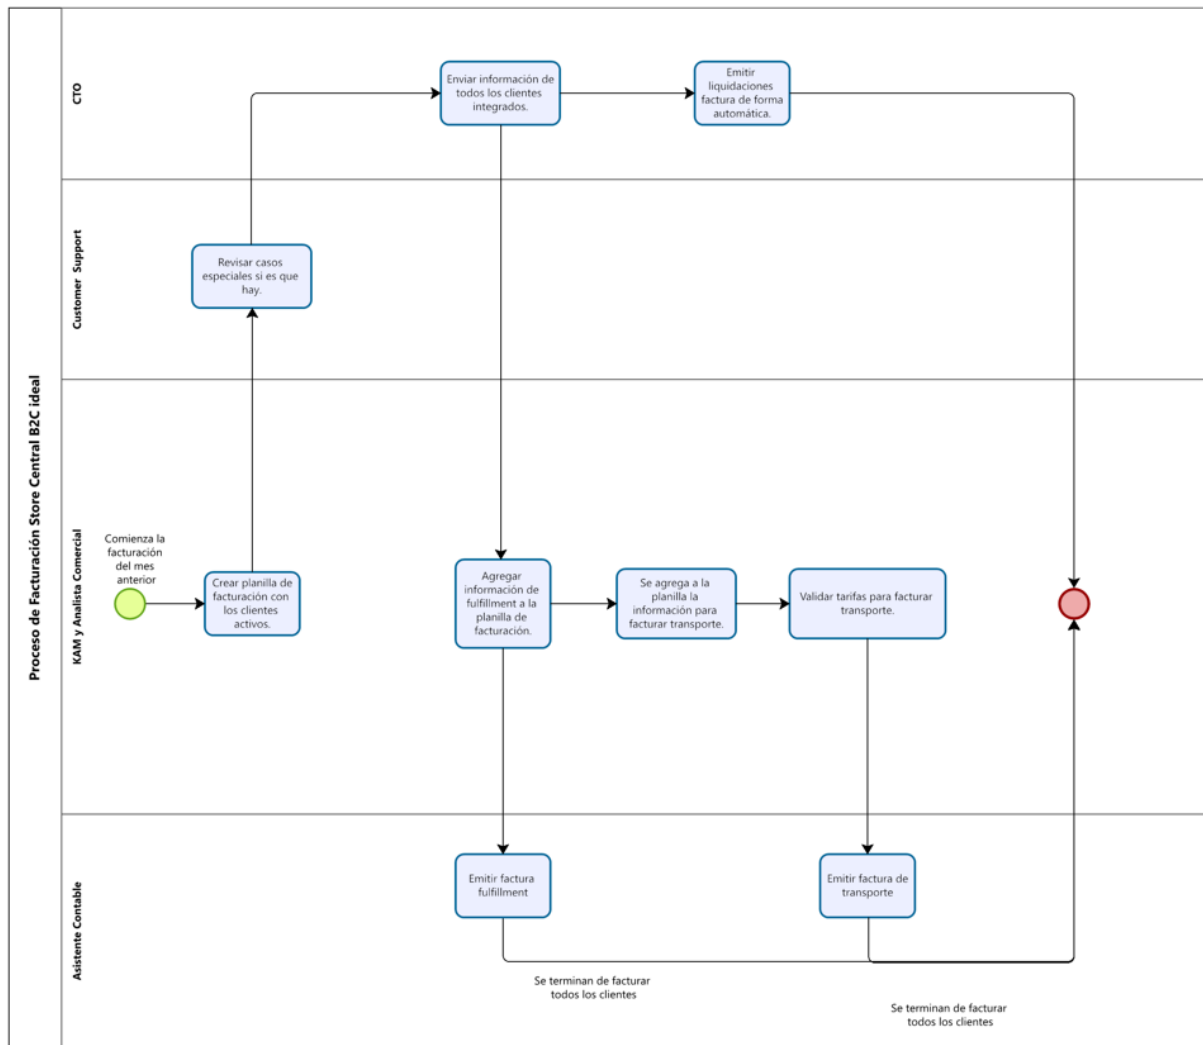 Proceso de Facturación Store Central B2C ideal
CTO
Enviar información de
todos los clientes
integrados.
Emitir
liquidaciones
factura de forma
automática.
Customer Support
Revisar casos
especiales si es que
hay.
KAM y Analista Comercial
Comienza la
facturación
del mes
anterior
Crear planilla de
facturación con
los clientes
activos.
Agregar
información de
fulfillment a la
planilla de
facturación.
Se agrega a la
planilla la
información para
facturar transporte.
Validar tarifas para facturar
transporte.
Asistente Contable
Emitir factura
fulfillment
Emitir factura de
transporte
Se terminan de facturar
todos los clientes
Se terminan de facturar
todos los clientes